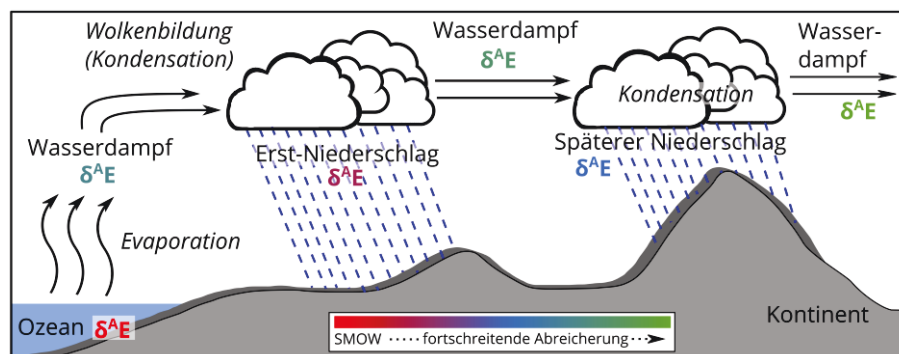 Wolkenbildung
(Kondensation)
Wasserdampf
δᴬE
Wasser-
dampf
δᴬE
Kondensation
Wasserdampf
δᴬE
Erst-Niederschlag
δᴬE
Späterer Niederschlag
δᴬE
Evaporation
Ozean δᴬE
Kontinent
SMOW ······ fortschreitende Abreicherung ······